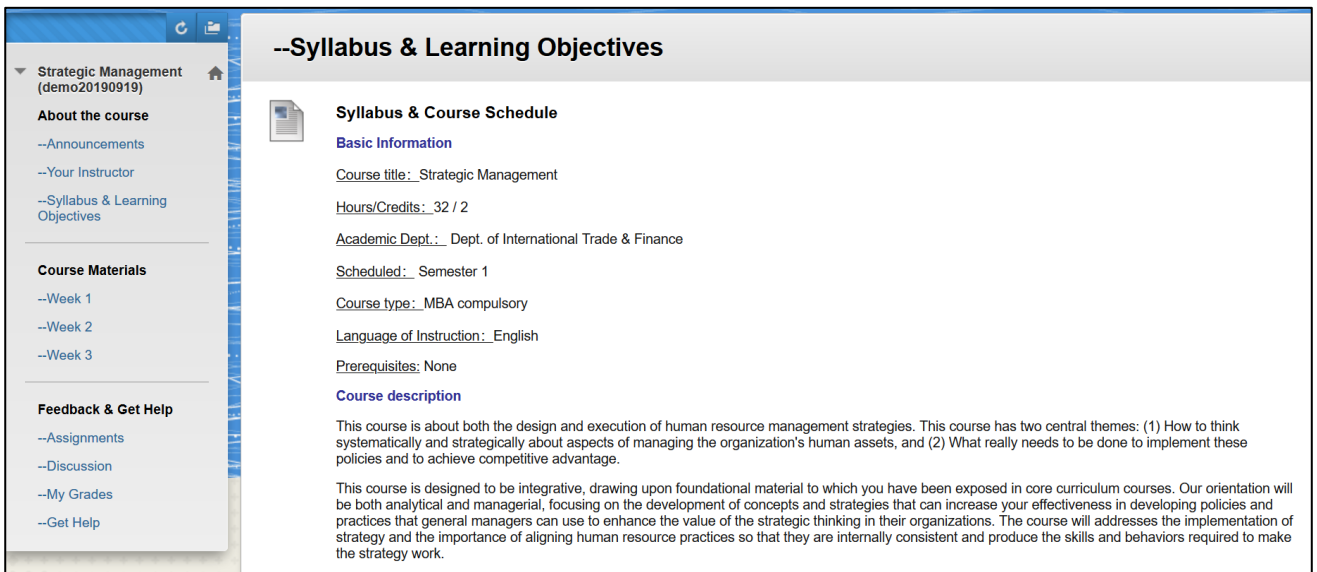 Strategic Management
(demo20190919)
About the course
--Announcements
--Your Instructor
--Syllabus & Learning
Objectives
Course Materials
--Week 1
--Week 2
--Week 3
Feedback & Get Help
--Assignments
--Discussion
--My Grades
--Get Help
--Syllabus & Learning Objectives
Syllabus & Course Schedule
Basic Information
Course title: Strategic Management
Hours/Credits: 32 / 2
Academic Dept.: Dept. of International Trade & Finance
Scheduled: Semester 1
Course type: MBA compulsory
Language of Instruction: English
Prerequisites: None
Course description
This course is about both the design and execution of human resource management strategies. This course has two central themes: (1) How to think
systematically and strategically about aspects of managing the organization's human assets, and (2) What really needs to be done to implement these
policies and to achieve competitive advantage.
This course is designed to be integrative, drawing upon foundational material to which you have been exposed in core curriculum courses. Our orientation will
be both analytical and managerial, focusing on the development of concepts and strategies that can increase your effectiveness in developing policies and
practices that general managers can use to enhance the value of the strategic thinking in their organizations. The course will addresses the implementation of
strategy and the importance of aligning human resource practices so that they are internally consistent and produce the skills and behaviors required to make
the strategy work.